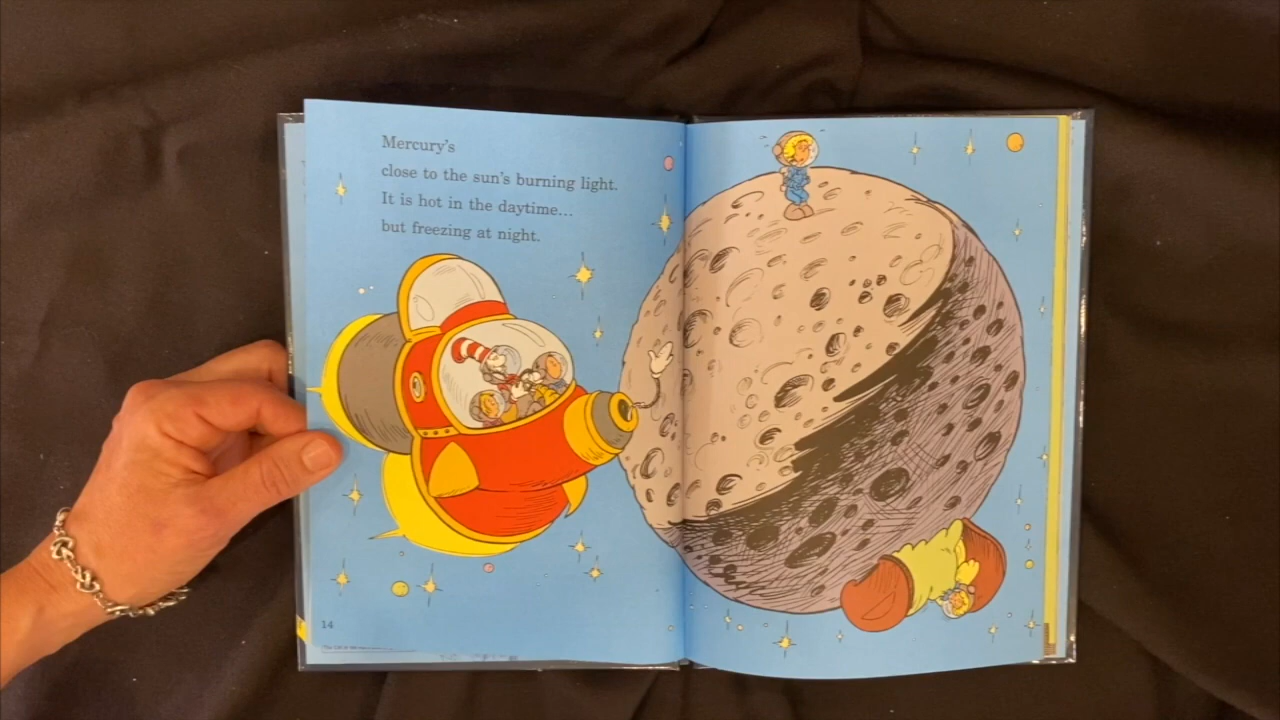 Mercury's
close to the sun's burning light.
It is hot in the daytime...
but freezing at night.
14